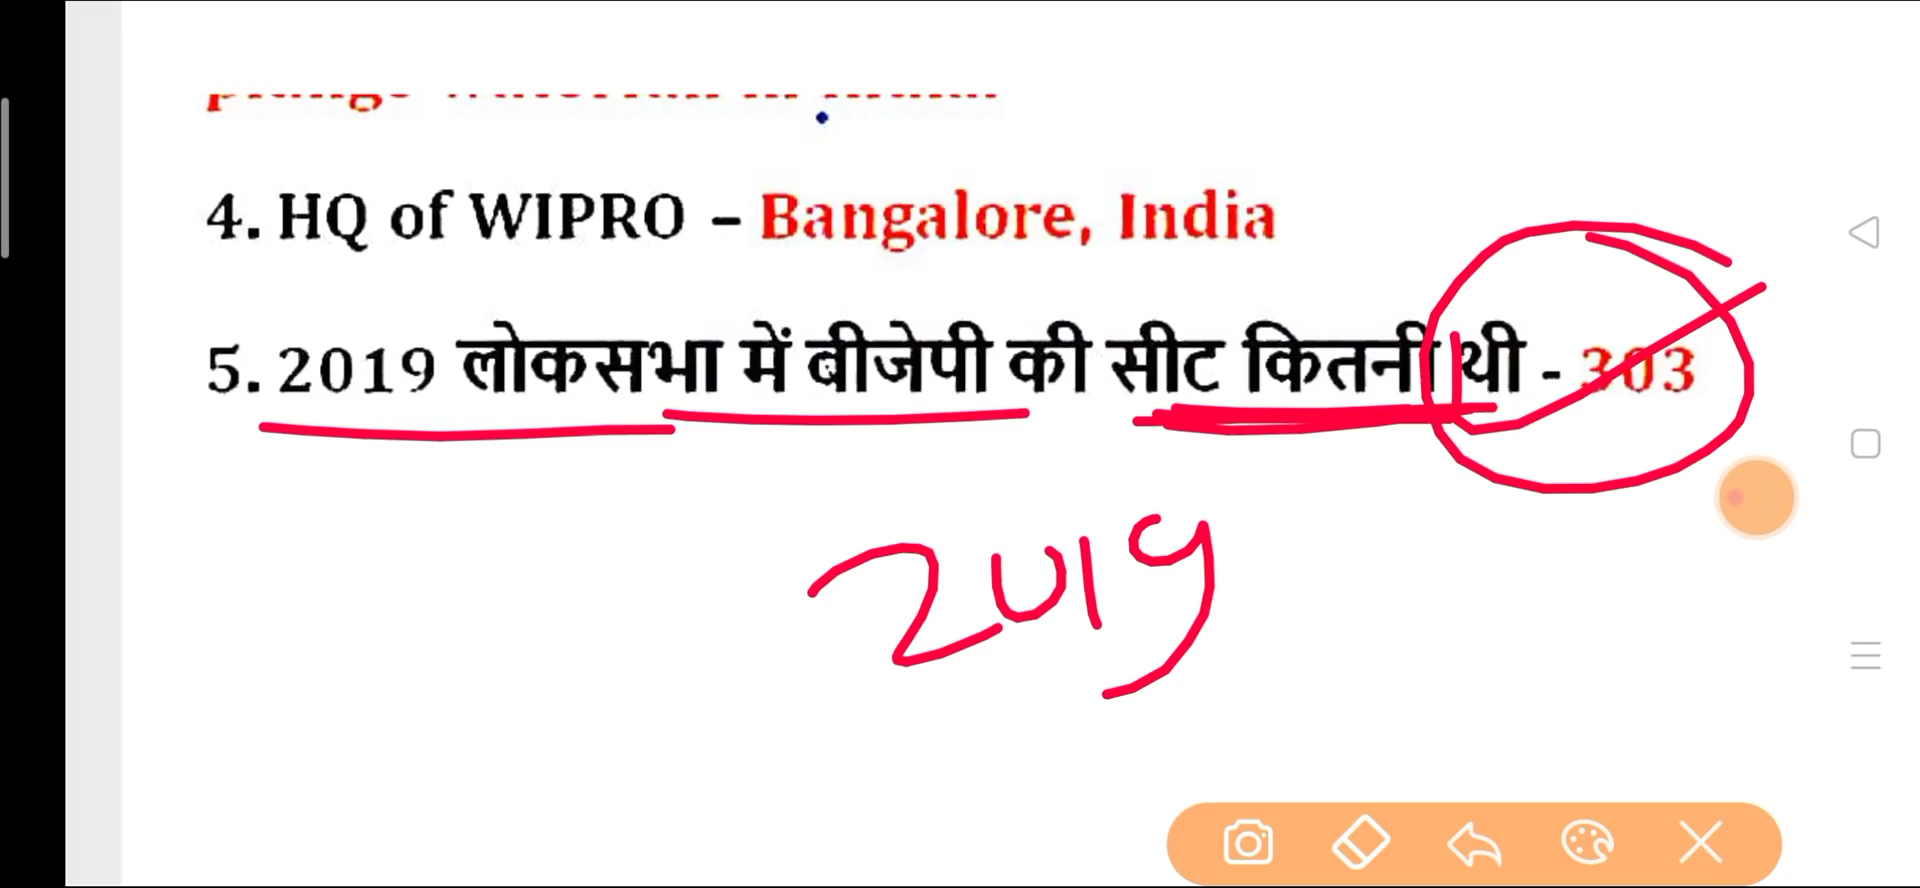 4. HQ of WIPRO – Bangalore, India
5. 2019 लोकसभा में बीजेपी की सीट कितनी थी - 303
2019